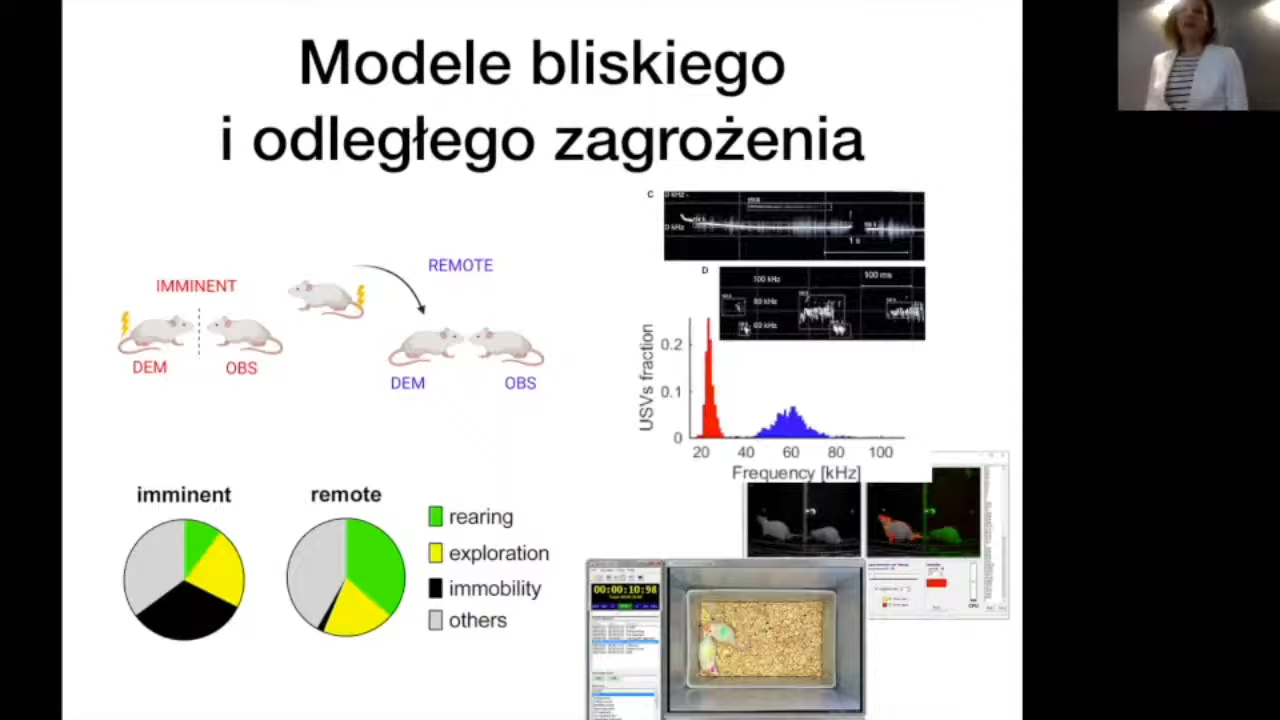 Modele bliskiego
i odległego zagrożenia
IMMINENT
DEM
OBS
REMOTE
DEM
OBS
C
1 s
D
100 kHz
100 ms
80 kHz
60 kHz
USVs fraction
0.2
0.1
0
20 40 60 80 100
Frequency [kHz]
imminent
remote
rearing
exploration
immobility
others
00:00:10:98
CPU